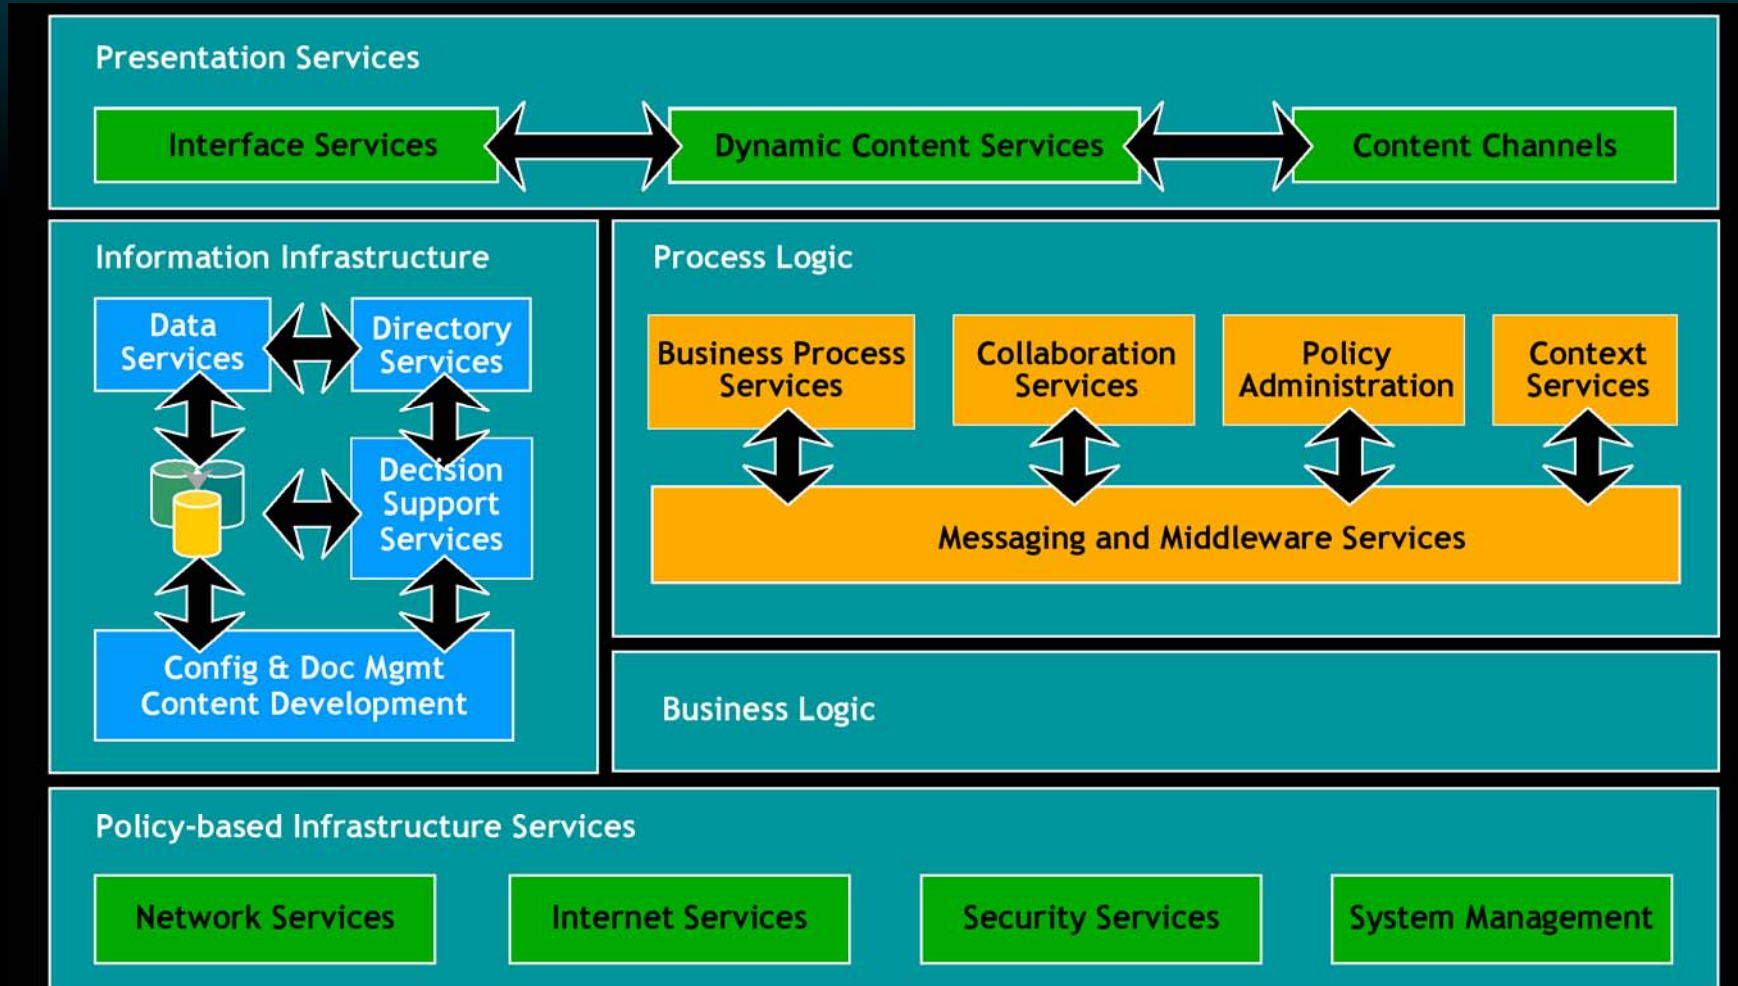 Presentation Services
Interface Services
Dynamic Content Services
Content Channels
Information Infrastructure
Data
Services
Directory
Services
Decision
Support
Services
Config & Doc Mgmt
Content Development
Process Logic
Business Process
Services
Collaboration
Services
Policy
Administration
Context
Services
Messaging and Middleware Services
Business Logic
Policy-based Infrastructure Services
Network Services
Internet Services
Security Services
System Management